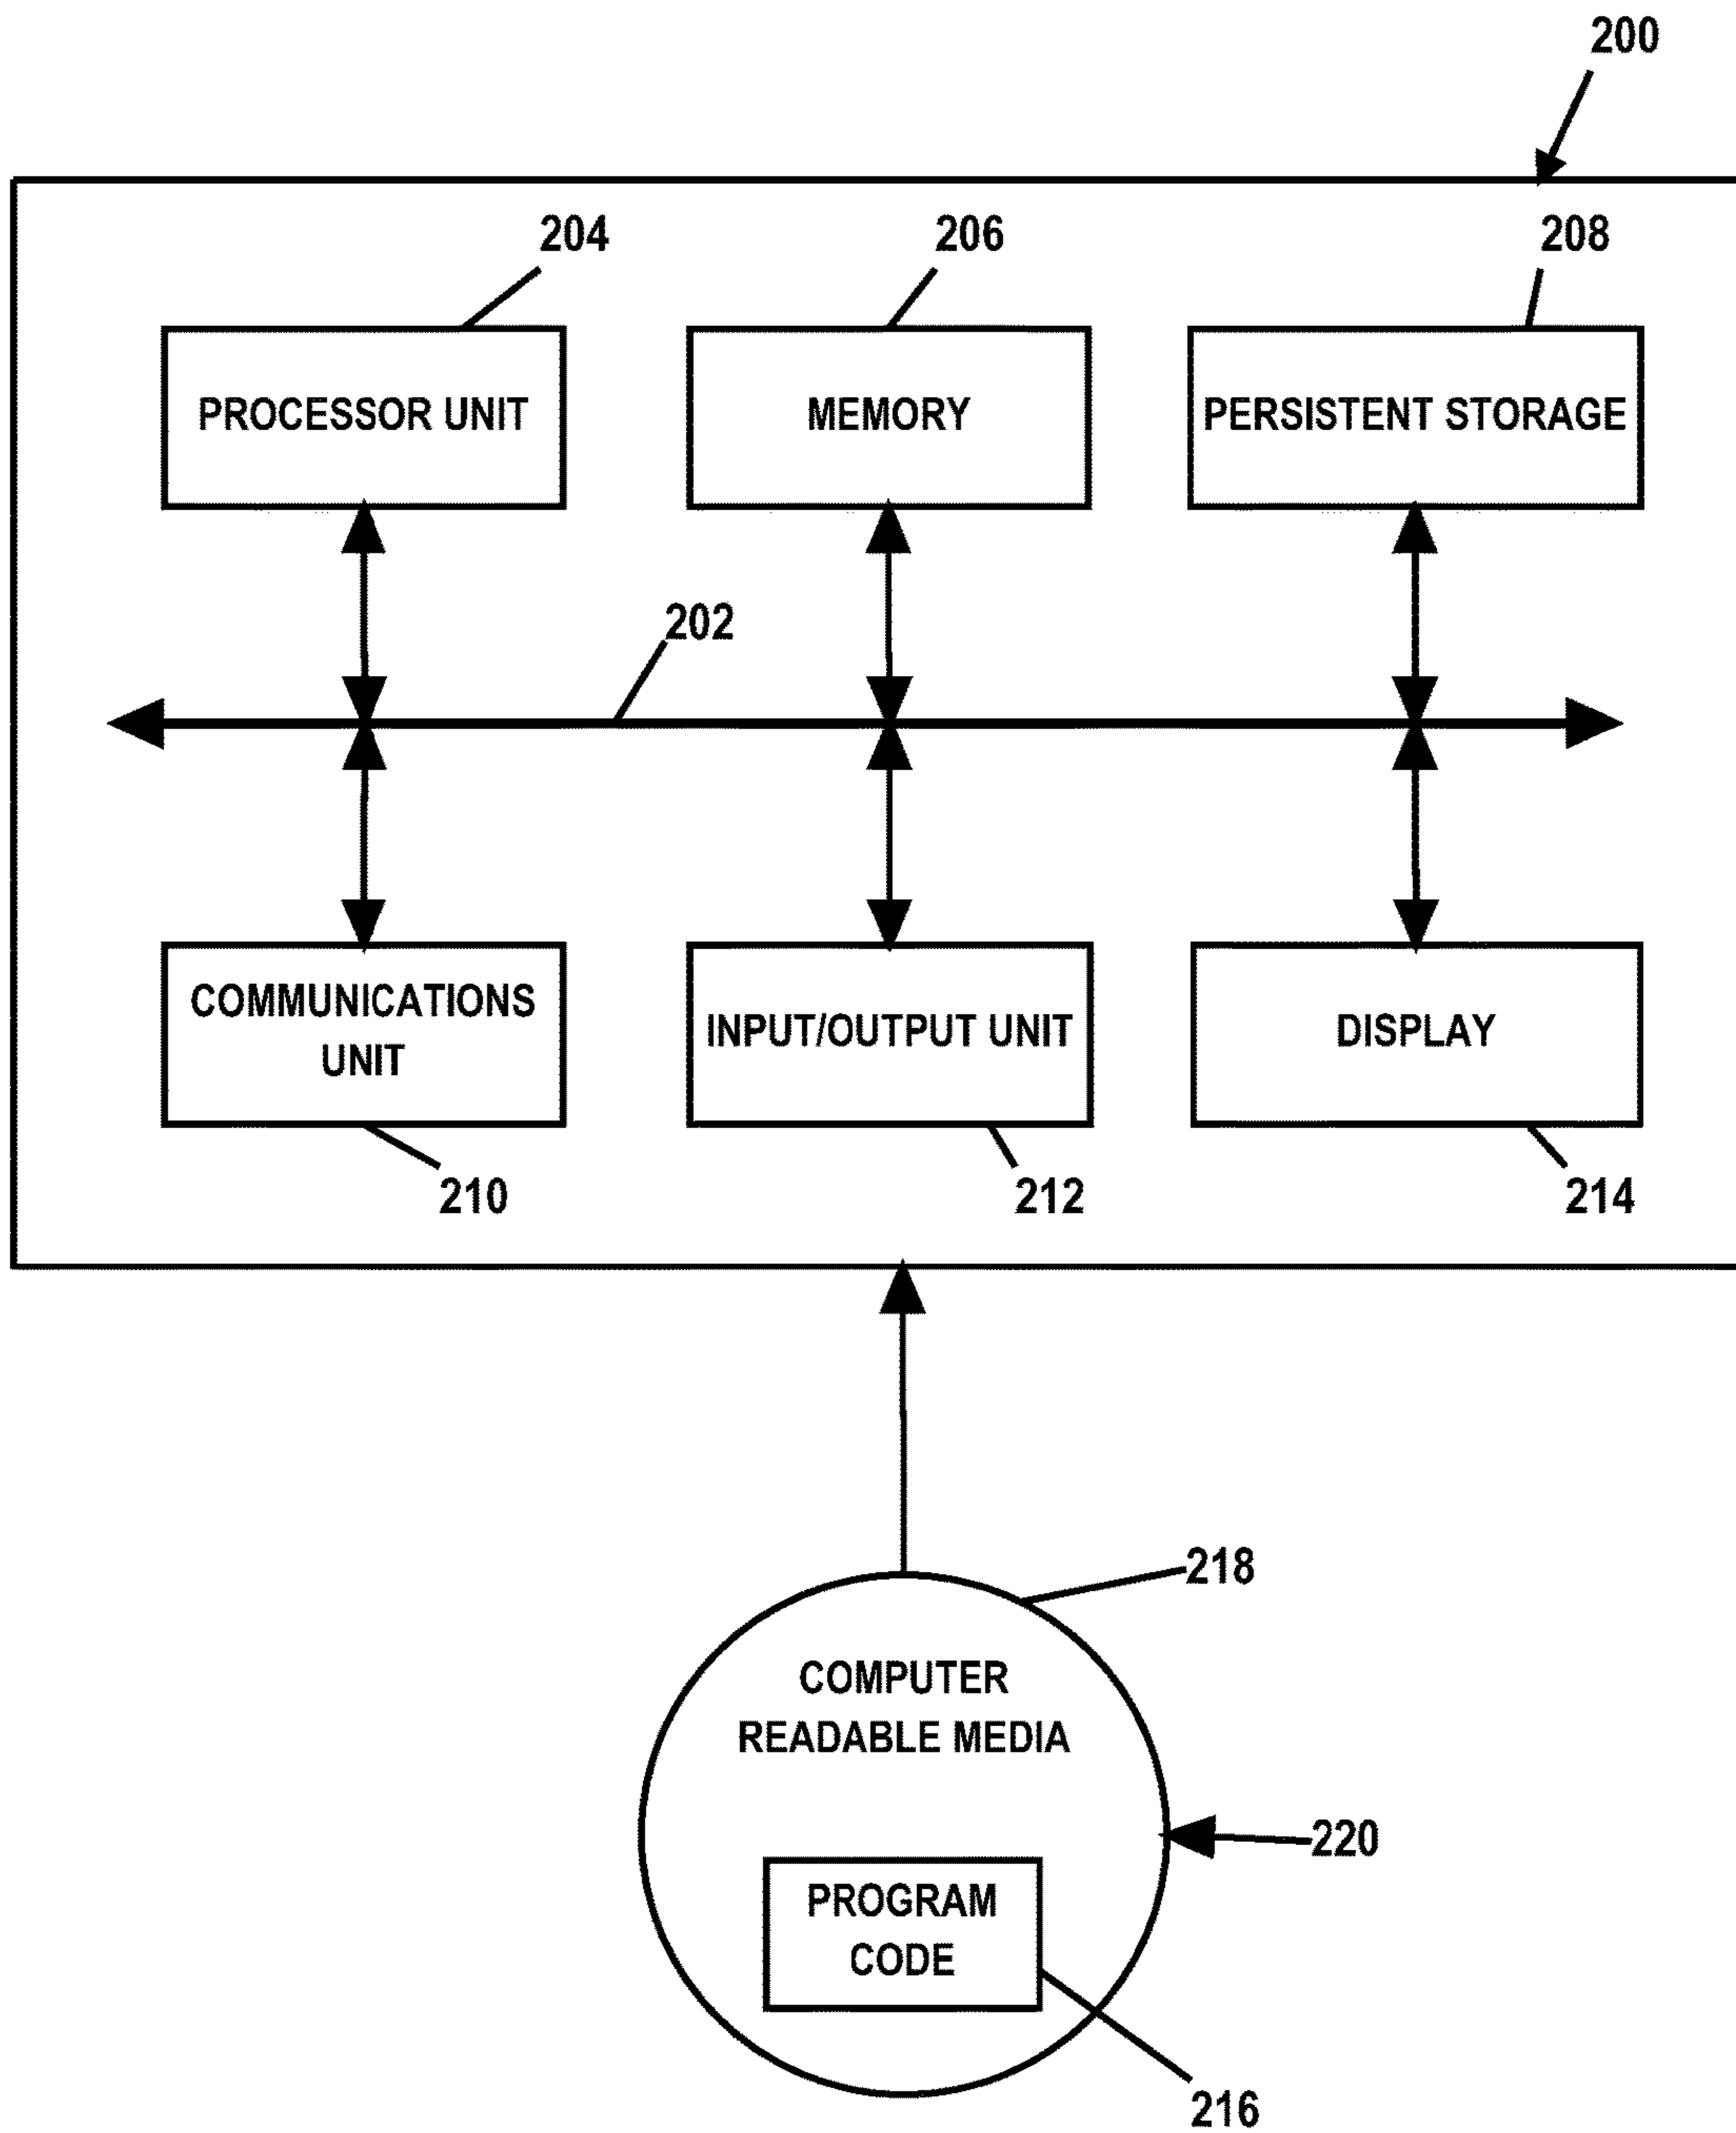 200
204
206
208
PROCESSOR UNIT
MEMORY
PERSISTENT STORAGE
202
COMMUNICATIONS
UNIT
INPUT/OUTPUT UNIT
DISPLAY
210
212
214
218
COMPUTER
READABLE MEDIA
220
PROGRAM
CODE
216